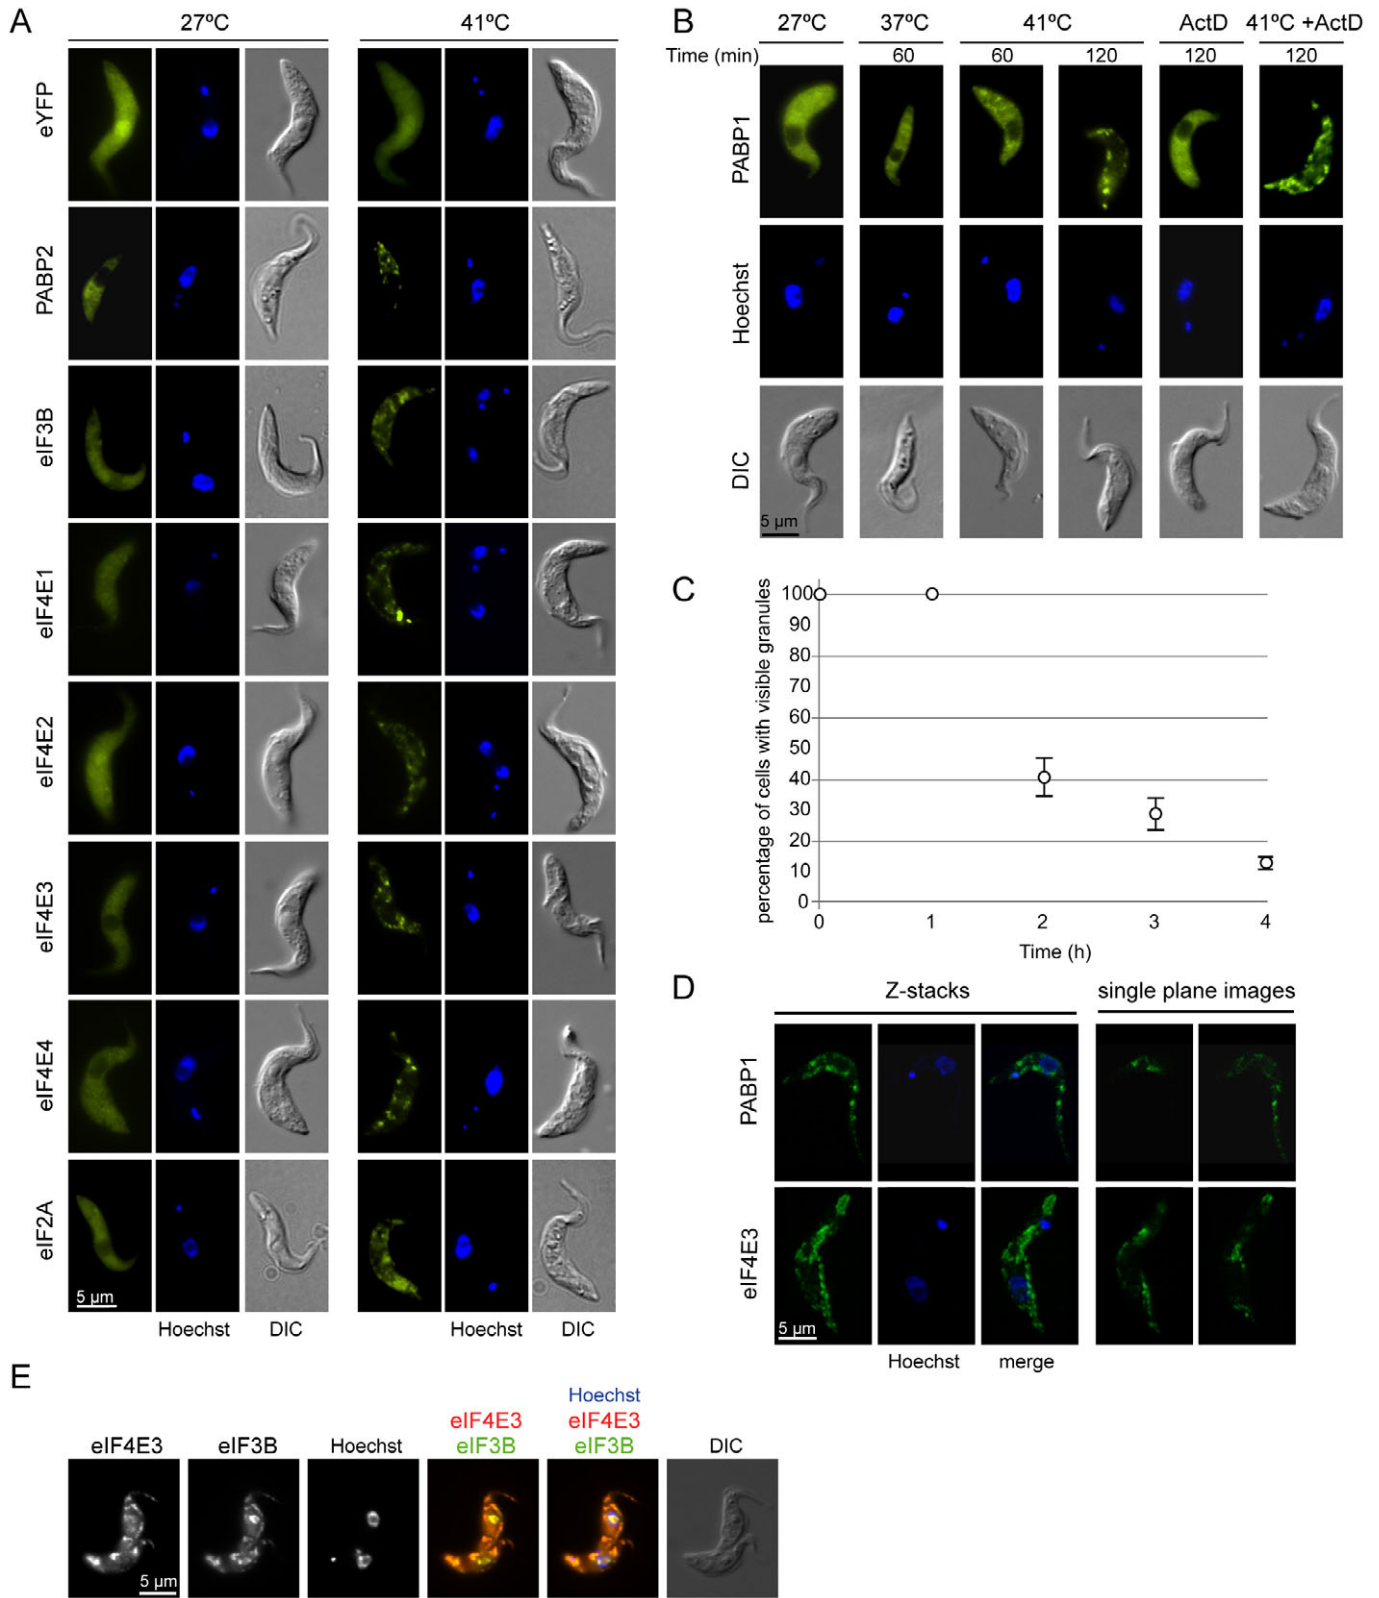 A
27ºC
41ºC
eYFP
PABP2
eIF3B
eIF4E1
eIF4E2
eIF4E3
eIF4E4
eIF2A
5 µm
Hoechst
DIC
Hoechst
DIC
B
27ºC
37ºC
41ºC
ActD
41ºC +ActD
Time (min)
60
60
120
120
120
PABP1
Hoechst
DIC
5 µm
C
percentage of cells with visible granules
100
90
80
70
60
50
40
30
20
10
0
0
1
2
3
4
Time (h)
D
Z-stacks
single plane images
PABP1
eIF4E3
5 µm
Hoechst
merge
E
eIF4E3
eIF3B
Hoechst
eIF4E3
eIF3B
Hoechst
eIF4E3
eIF3B
DIC
5 µm